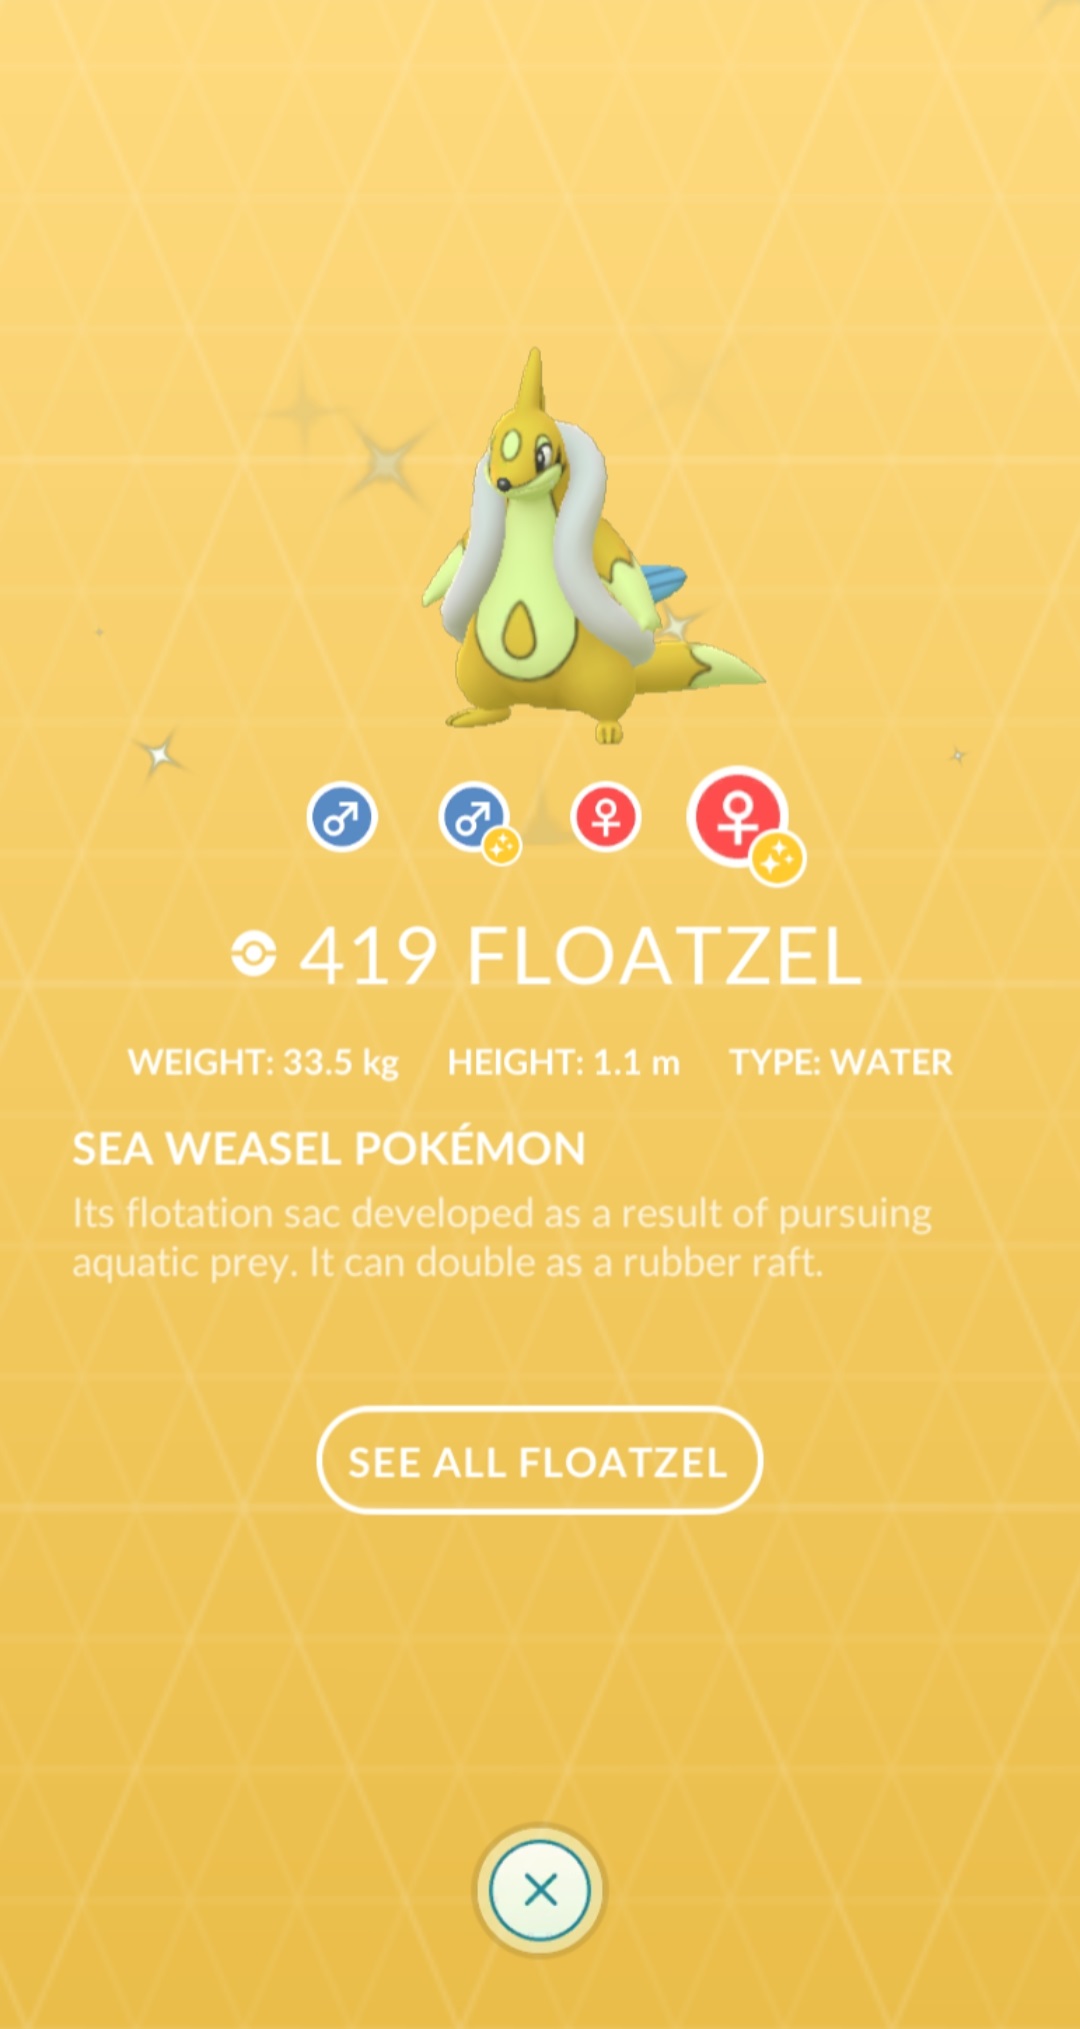 419 FLOATZEL
WEIGHT: 33.5 kg HEIGHT: 1.1 m TYPE: WATER
SEA WEASEL POKÉMON
Its flotation sac developed as a result of pursuing
aquatic prey. It can double as a rubber raft.
SEE ALL FLOATZEL